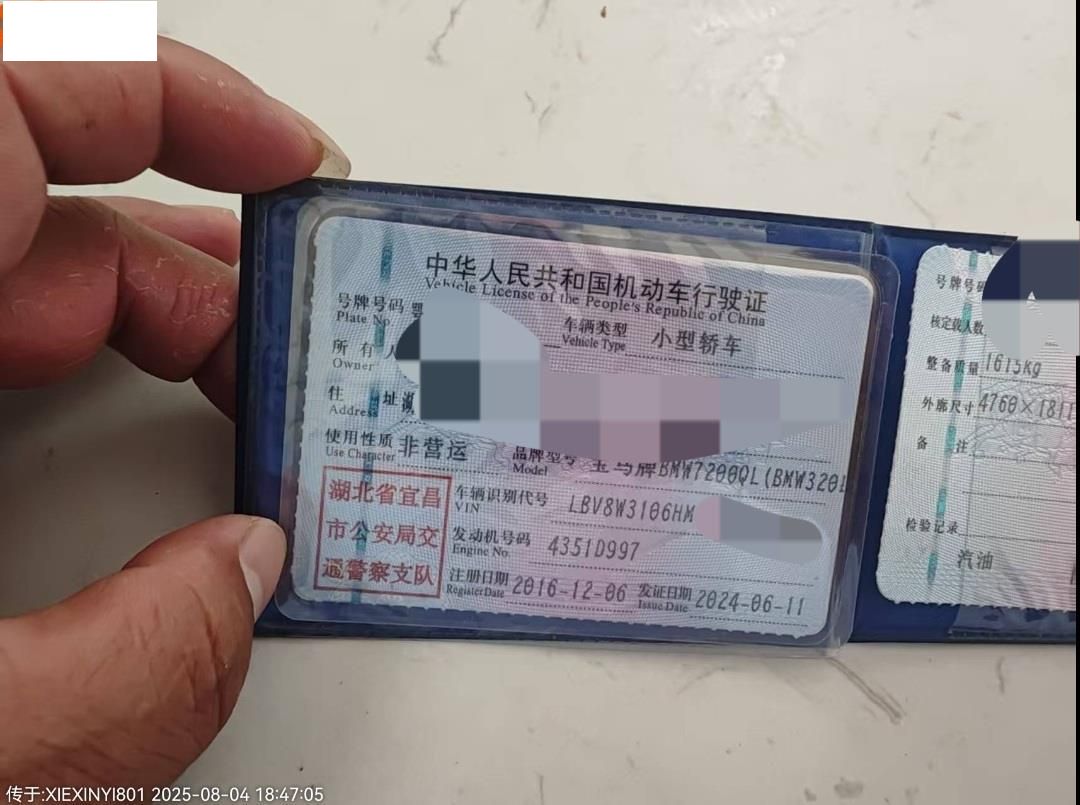 中华人民共和国机动车行驶证
Vehicle License of the People's Republic of China
号牌号码 鄂
Plate No
车辆类型 小型轿车
Vehicle Type
所有人
Owner
住 址 湖
Address
使用性质 非营运
Use Character
品牌型号 宝马牌BMW7200QL(BMW320L
Model
湖北省宜昌
市公安局交
通警察支队
车辆识别代号 LBV8W3106HM
VIN
发动机号码 4351D997
Engine No.
注册日期 2016-12-06
Register Date
发证日期 2024-06-11
Issue Date
号牌号码
核定载人数
整备质量 1615Kg
外廓尺寸 4760×1811
备 注
检验记录
汽油
传于:XIEXINYI801 2025-08-04 18:47:05